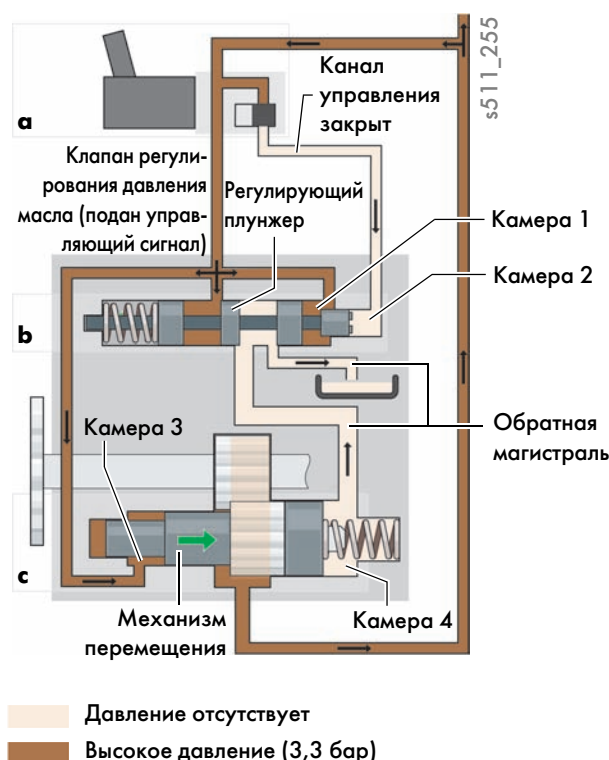 s511_255
Канал
управления
закрыт
a
Клапан регули-
рования давления
масла (подан управ-
ляющий сигнал)
Регулирующий
плунжер
Камера 1
Камера 2
b
Обратная
магистраль
Камера 3
c
Механизм
перемещения
Камера 4
Давление отсутствует
Высокое давление (3,3 бар)